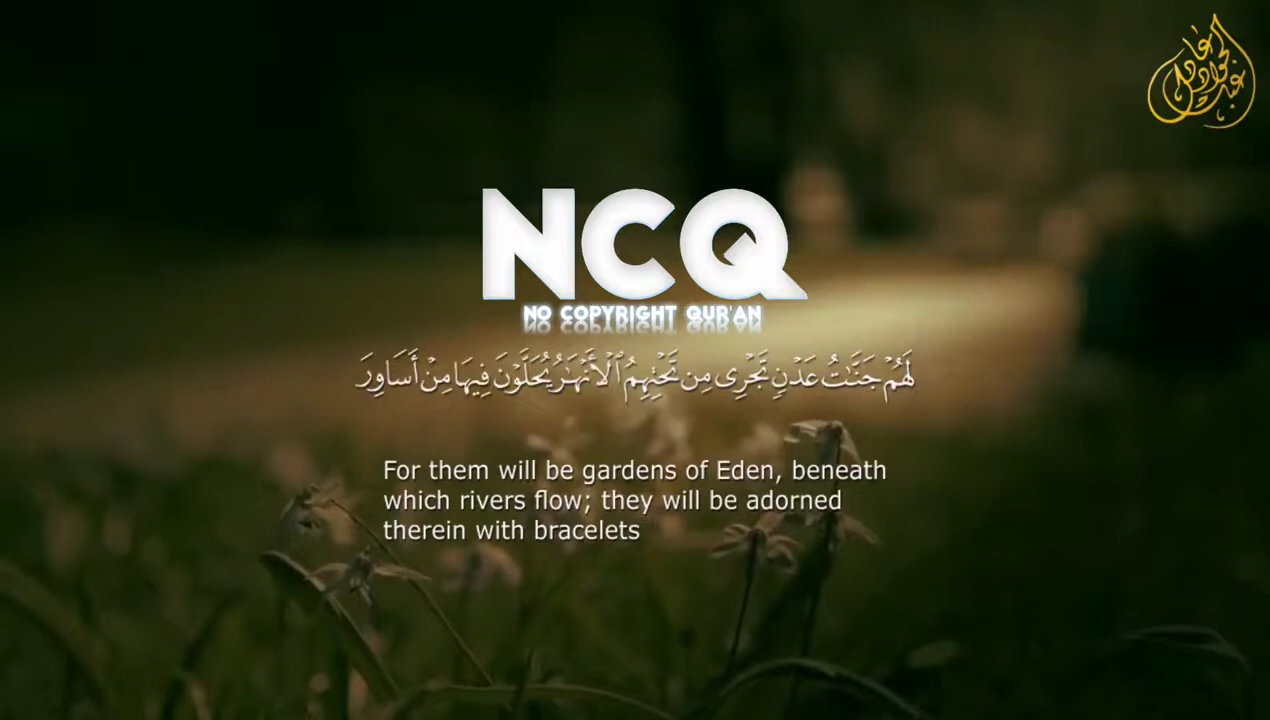 NCQ
NO COPYRIGHT QUR'AN
لَهُمْ جَنَّٰتُ عَدْنٍ تَجْرِى مِن تَحْتِهِمُ ٱلْأَنْهَٰرُ يُحَلَّوْنَ فِيهَا مِنْ أَسَاوِرَ
For them will be gardens of Eden, beneath
which rivers flow; they will be adorned
therein with bracelets